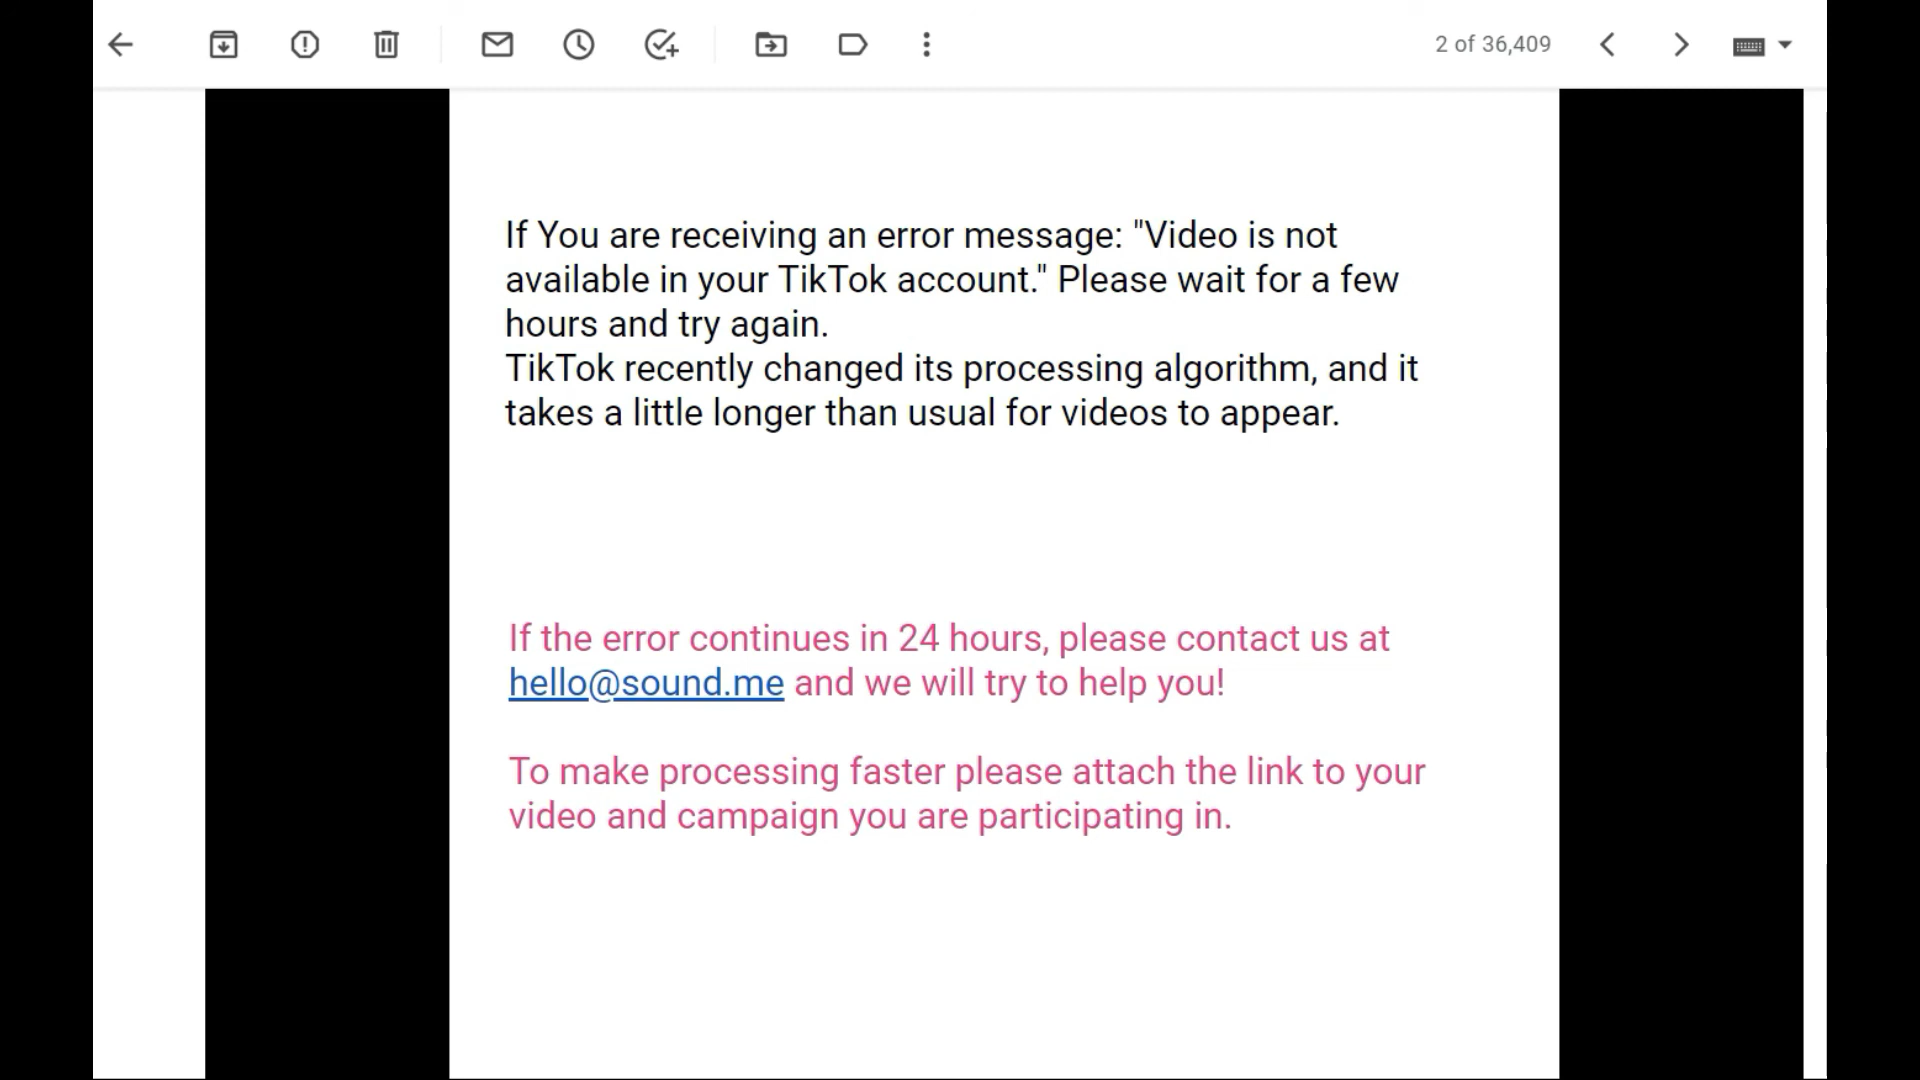 2 of 36,409
If You are receiving an error message: "Video is not
available in your TikTok account." Please wait for a few
hours and try again.
TikTok recently changed its processing algorithm, and it
takes a little longer than usual for videos to appear.
If the error continues in 24 hours, please contact us at
hello@sound.me and we will try to help you!
To make processing faster please attach the link to your
video and campaign you are participating in.